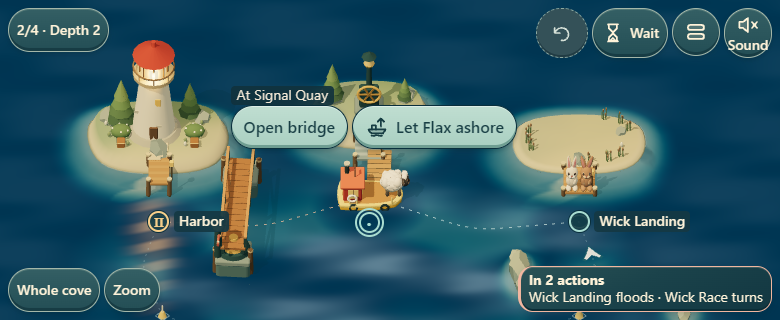 2/4 · Depth 2
Wait
Sound
At Signal Quay
Open bridge
Let Flax ashore
Harbor
Wick Landing
Whole cove
Zoom
In 2 actions
Wick Landing floods · Wick Race turns